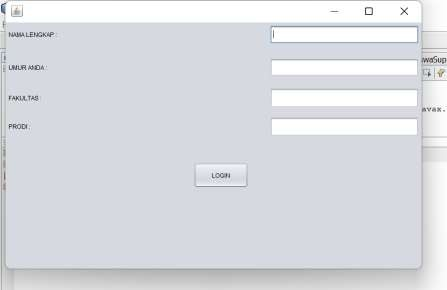 NAMA LENGKAP :
UMUR ANDA :
FAKULTAS :
PRODI :
LOGIN